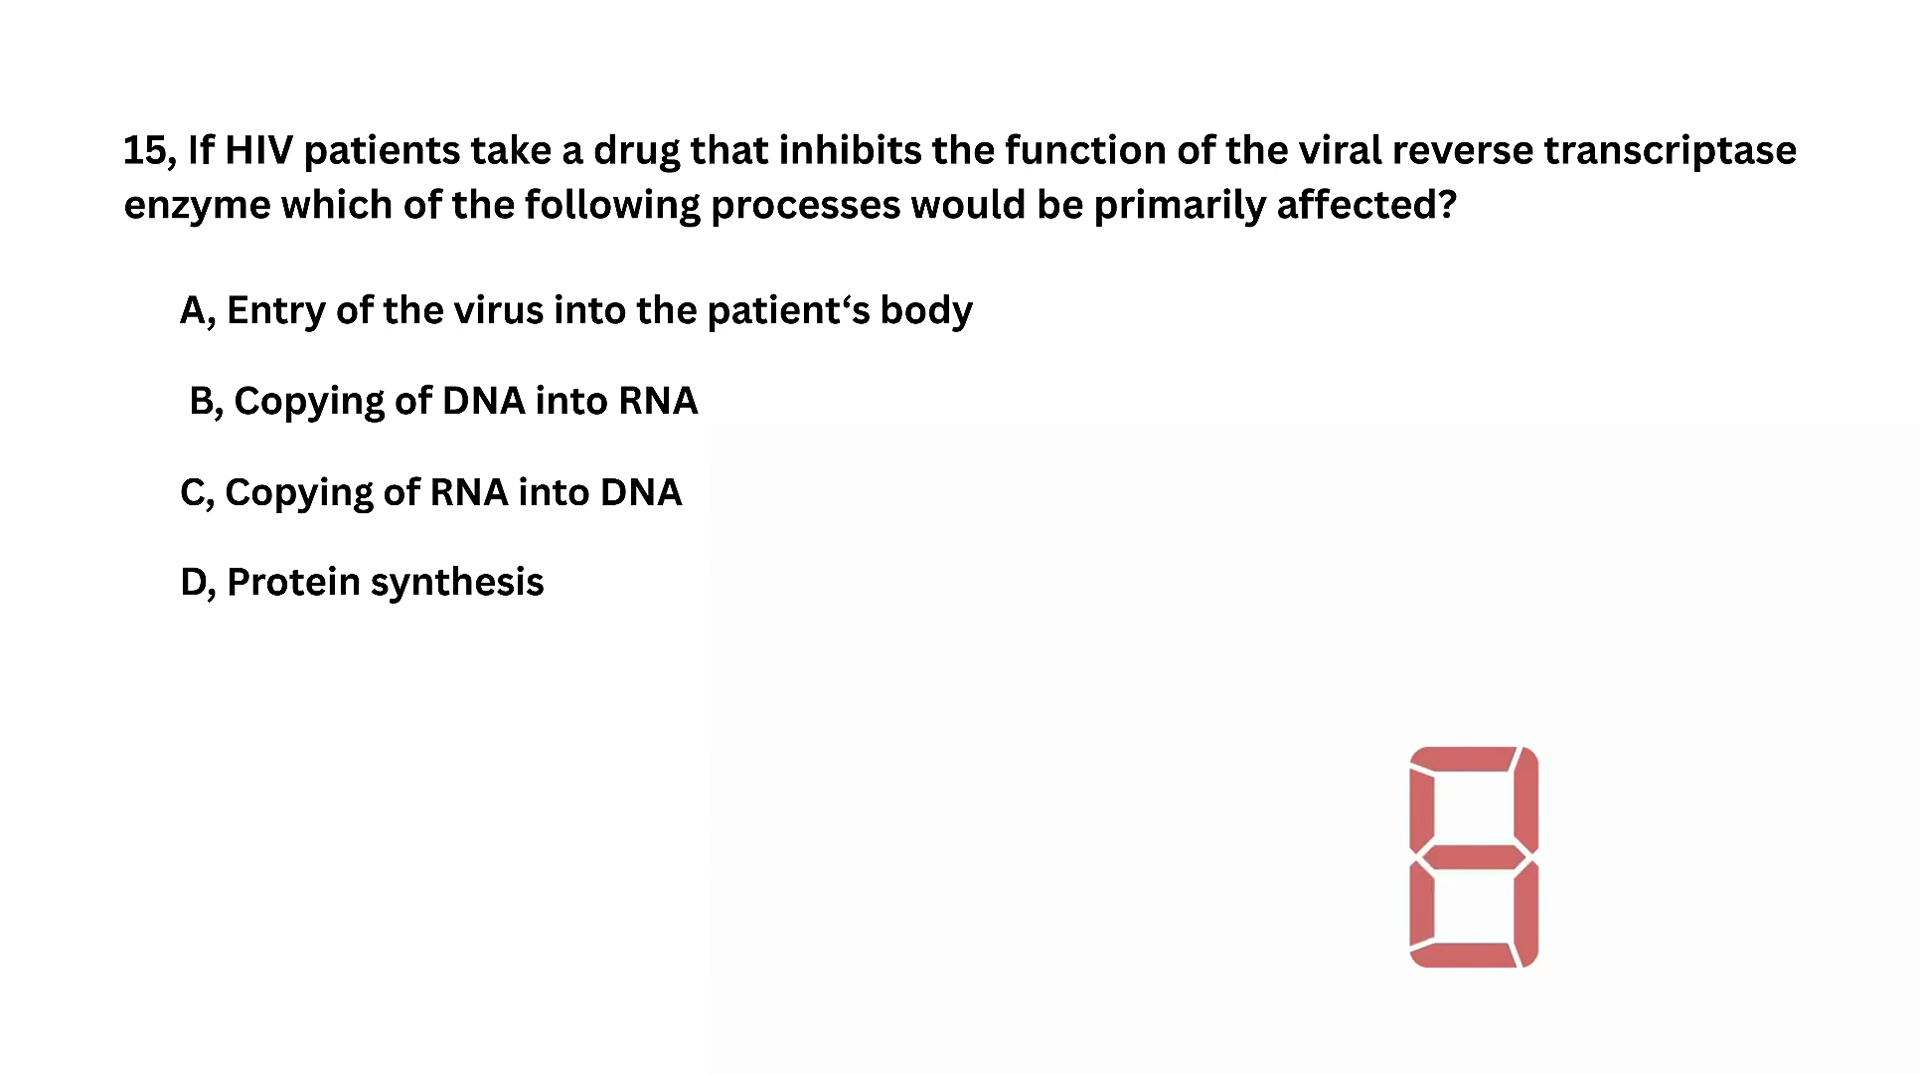 15, If HIV patients take a drug that inhibits the function of the viral reverse transcriptase
enzyme which of the following processes would be primarily affected?
A, Entry of the virus into the patient‘s body
B, Copying of DNA into RNA
C, Copying of RNA into DNA
D, Protein synthesis
8